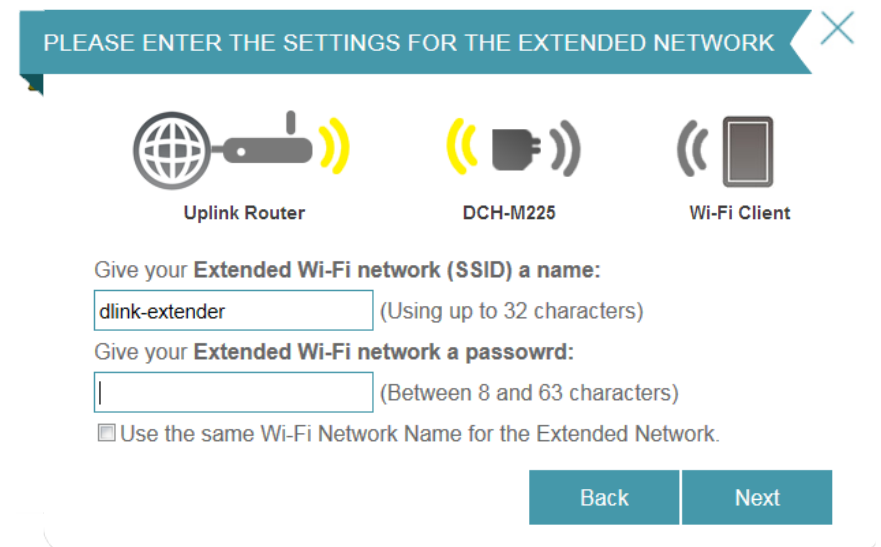 PLEASE ENTER THE SETTINGS FOR THE EXTENDED NETWORK
Uplink Router DCH-M225 Wi-Fi Client
Give your Extended Wi-Fi network (SSID) a name:
dlink-extender (Using up to 32 characters)
Give your Extended Wi-Fi network a passowrd:
(Between 8 and 63 characters)
Use the same Wi-Fi Network Name for the Extended Network.
Back Next